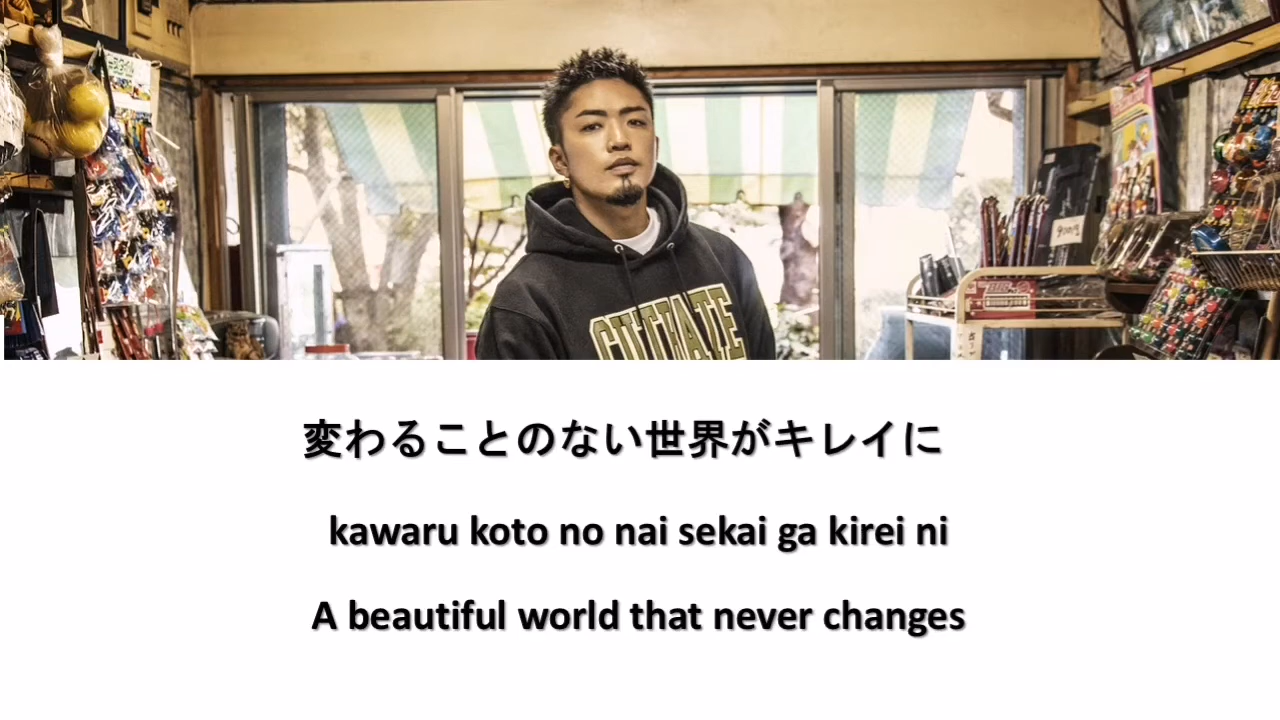 変わることのない世界がキレイに
kawaru koto no nai sekai ga kirei ni
A beautiful world that never changes